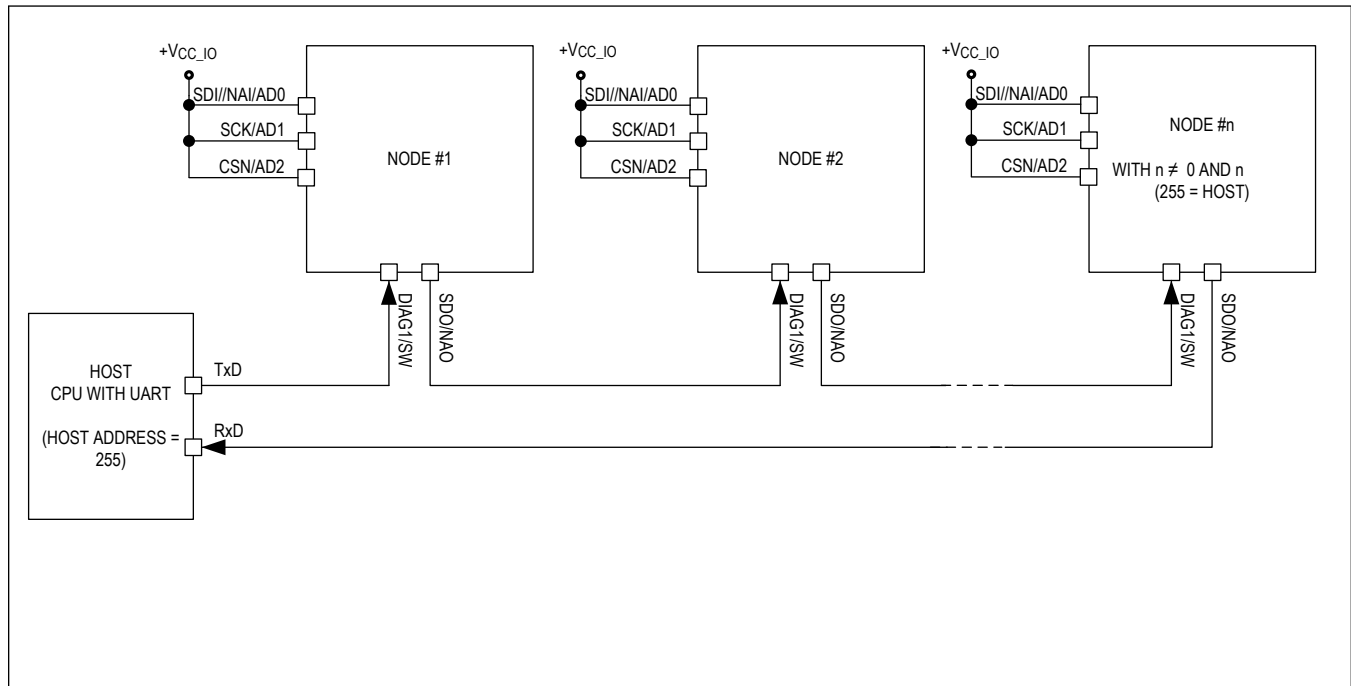 +VCC_IO
SDI//NAI/AD0
SCK/AD1
CSN/AD2
NODE #1
DIAG1/SW
SDO/NAO
+VCC_IO
SDI//NAI/AD0
SCK/AD1
CSN/AD2
NODE #2
DIAG1/SW
SDO/NAO
+VCC_IO
SDI//NAI/AD0
SCK/AD1
CSN/AD2
NODE #n
WITH n ≠ 0 AND n
(255 = HOST)
DIAG1/SW
SDO/NAO
HOST
CPU WITH UART
(HOST ADDRESS =
255)
TxD
RxD